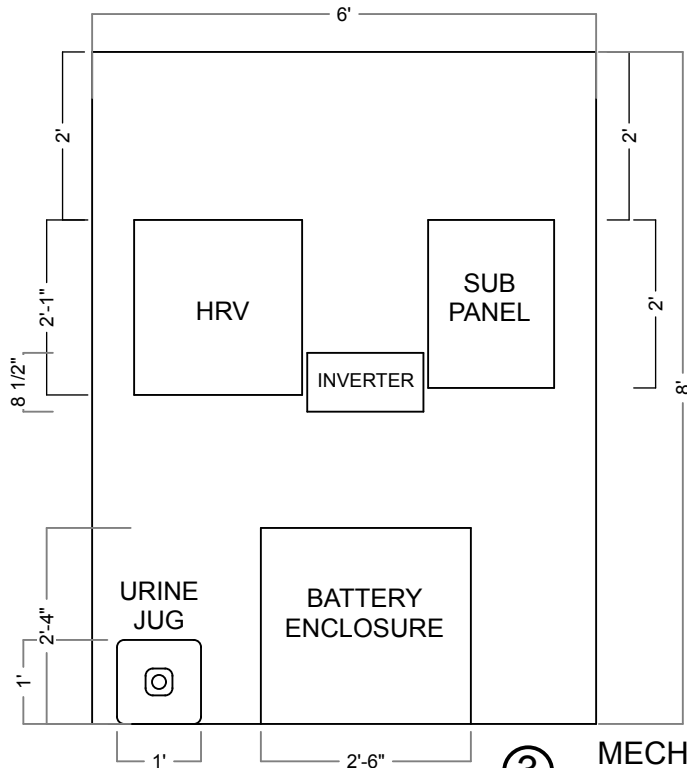 6'
2'
2'
HRV
SUB
PANEL
2'-1"
2'
INVERTER
8 1/2"
8'
URINE
JUG
BATTERY
ENCLOSURE
2'-4"
1'
1'
2'-6"
3
MECH